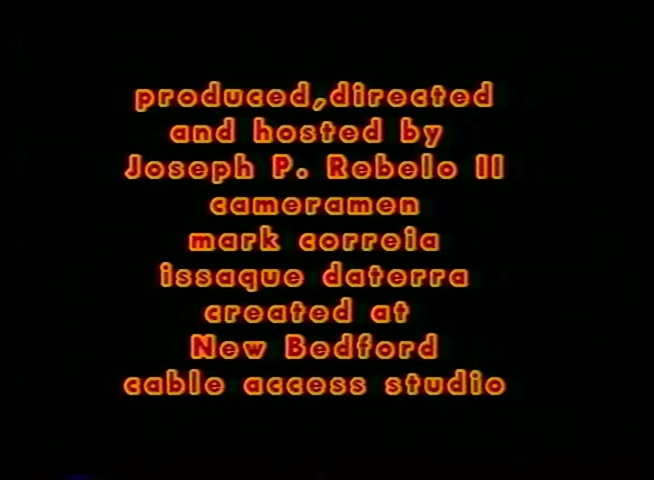 produced,directed
and hosted by
Joseph P. Rebelo II
cameramen
mark correia
issaque daterra
created at
New Bedford
cable access studio